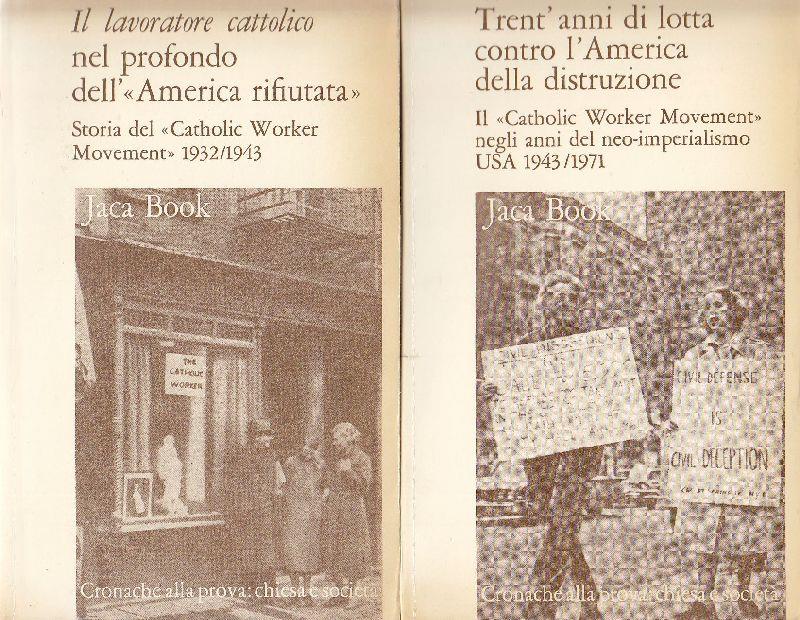 Il lavoratore cattolico
nel profondo
dell'«America rifiutata»
Storia del «Catholic Worker
Movement» 1932/1943
Jaca Book
THE
CATHOLIC
WORKER
Cronache alla prova: chiesa e società
Trent'anni di lotta
contro l'America
della distruzione
Il «Catholic Worker Movement»
negli anni del neo-imperialismo
USA 1943/1971
Jaca Book
CIVIL DEFENSE
IS
CIVIL DECEPTION
Cronache alla prova: chiesa e società